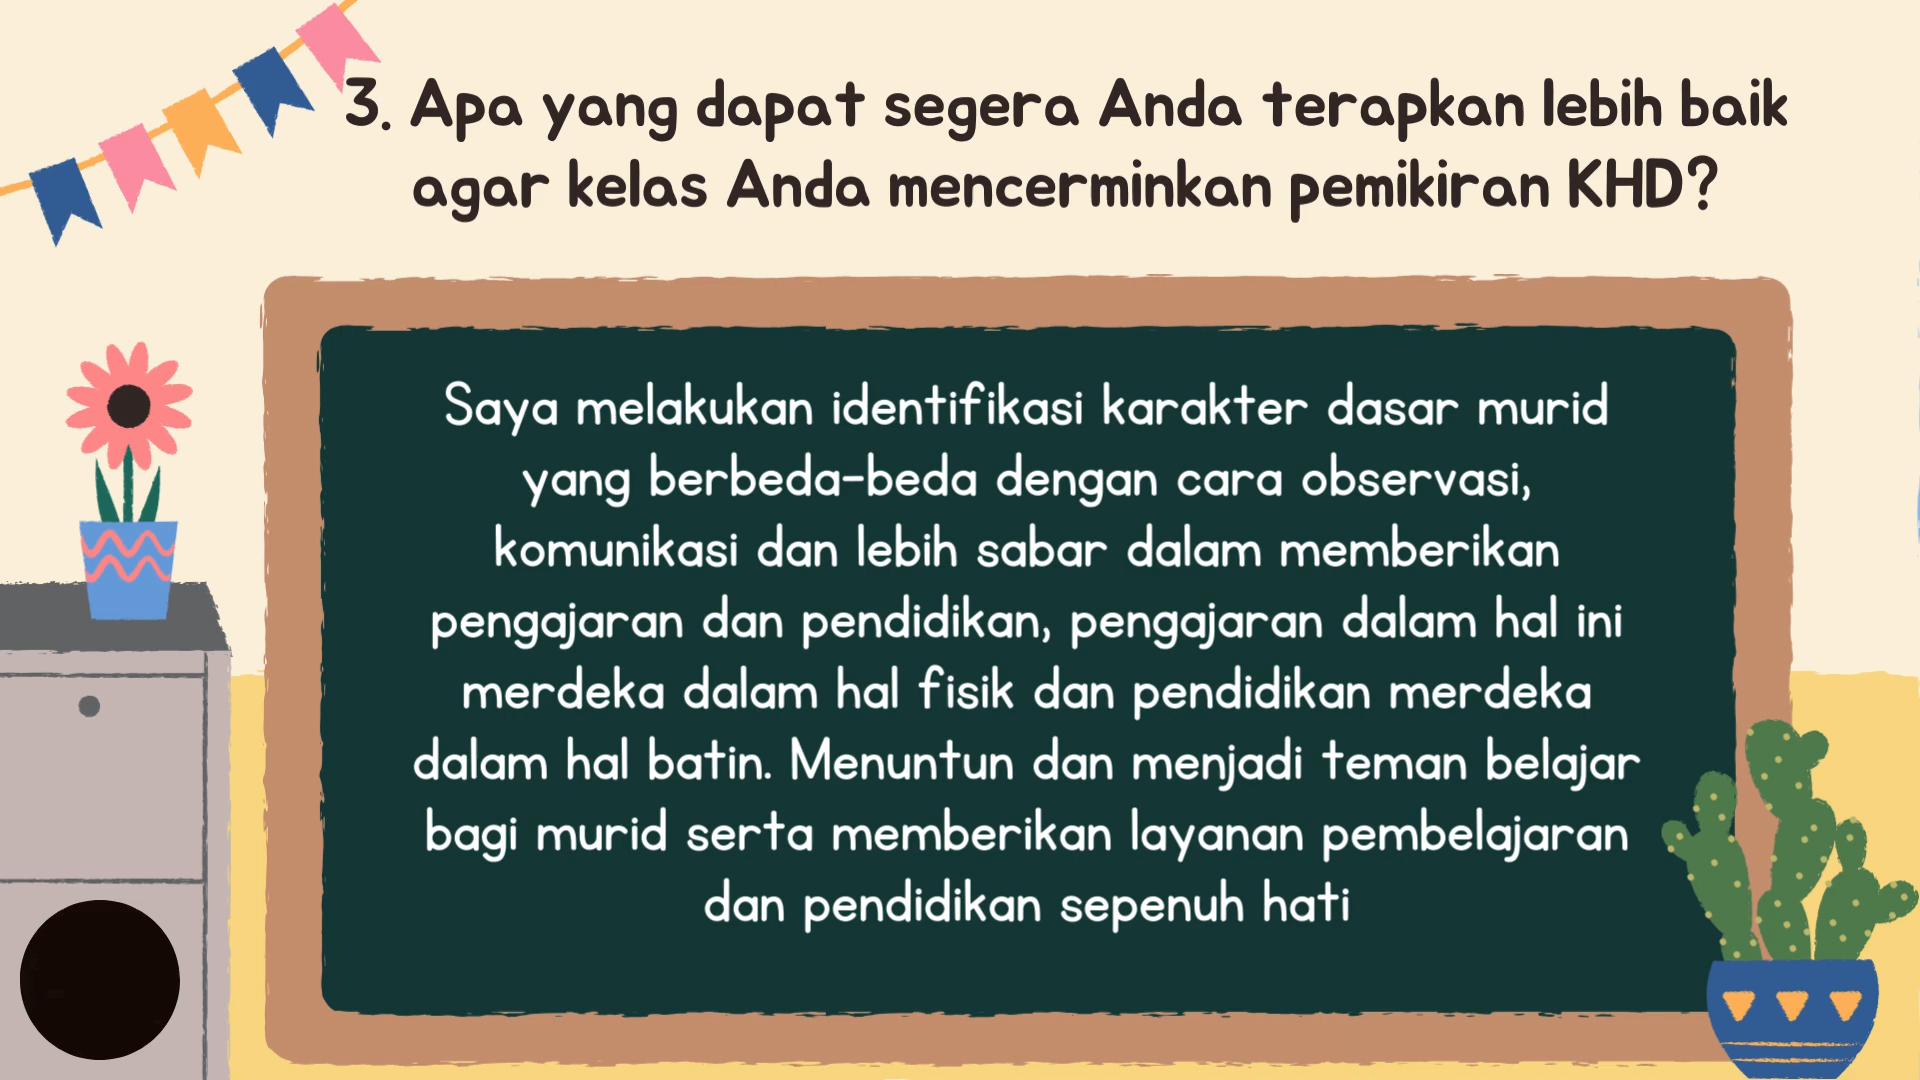 3. Apa yang dapat segera Anda terapkan lebih baik
agar kelas Anda mencerminkan pemikiran KHD?
Saya melakukan identifikasi karakter dasar murid
yang berbeda-beda dengan cara observasi,
komunikasi dan lebih sabar dalam memberikan
pengajaran dan pendidikan, pengajaran dalam hal ini
merdeka dalam hal fisik dan pendidikan merdeka
dalam hal batin. Menuntun dan menjadi teman belajar
bagi murid serta memberikan layanan pembelajaran
dan pendidikan sepenuh hati